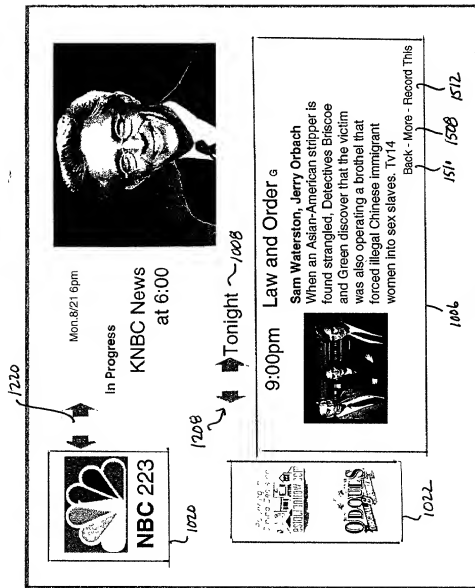 1220
Mon.8/21 6pm
In Progress
KNBC News
at 6:00
NBC 223
1020
1208
Tonight
1008
9:00pm Law and Order G
Sam Waterston, Jerry Orbach
When an Asian-American stripper is
found strangled, Detectives Briscoe
and Green discover that the victim
was also operating a brothel that
forced illegal Chinese immigrant
women into sex slaves. Tv14
Back - More - Record This
1510
1508
1512
1006
O'DOUL'S
1022